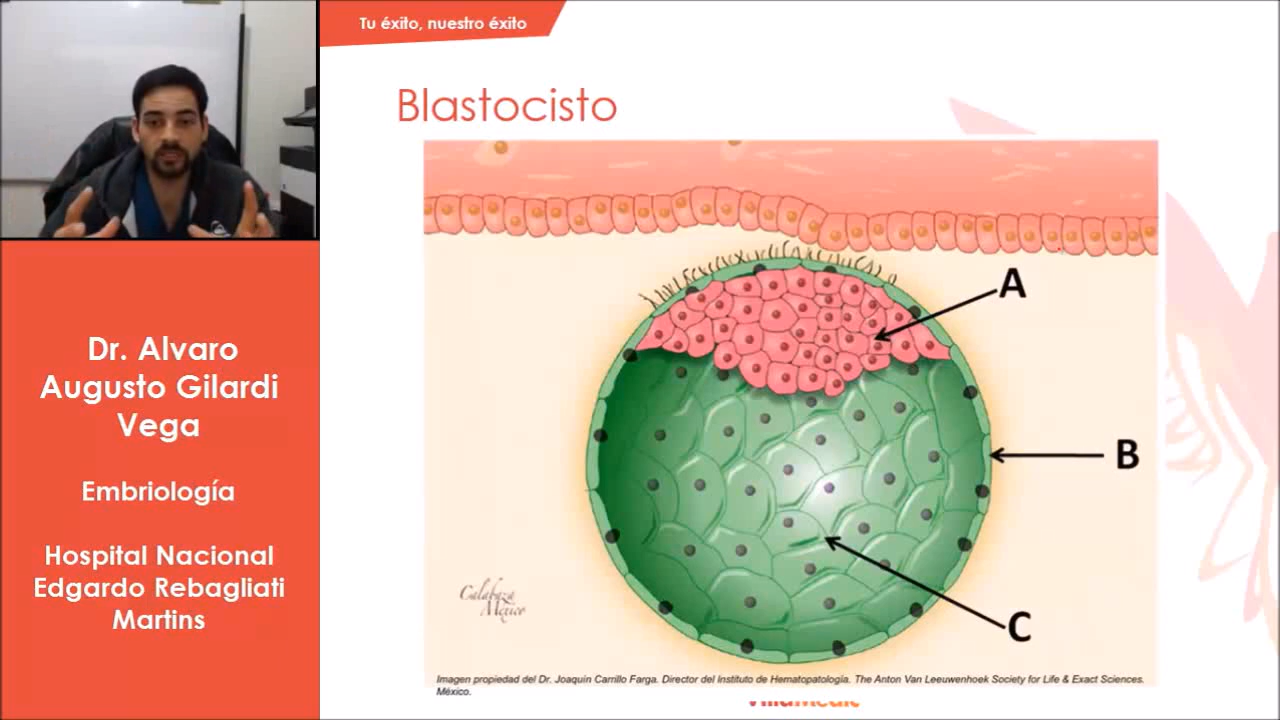 Tu éxito, nuestro éxito
Blastocisto
A
B
C
Dr. Alvaro
Augusto Gilardi
Vega
Embriología
Hospital Nacional
Edgardo Rebagliati
Martins
Calabaza
México
Imagen propiedad del Dr. Joaquín Carrillo Farga. Director del Instituto de Hematopatología. The Anton Van Leeuwenhoek Society for Life & Exact Sciences.
México.